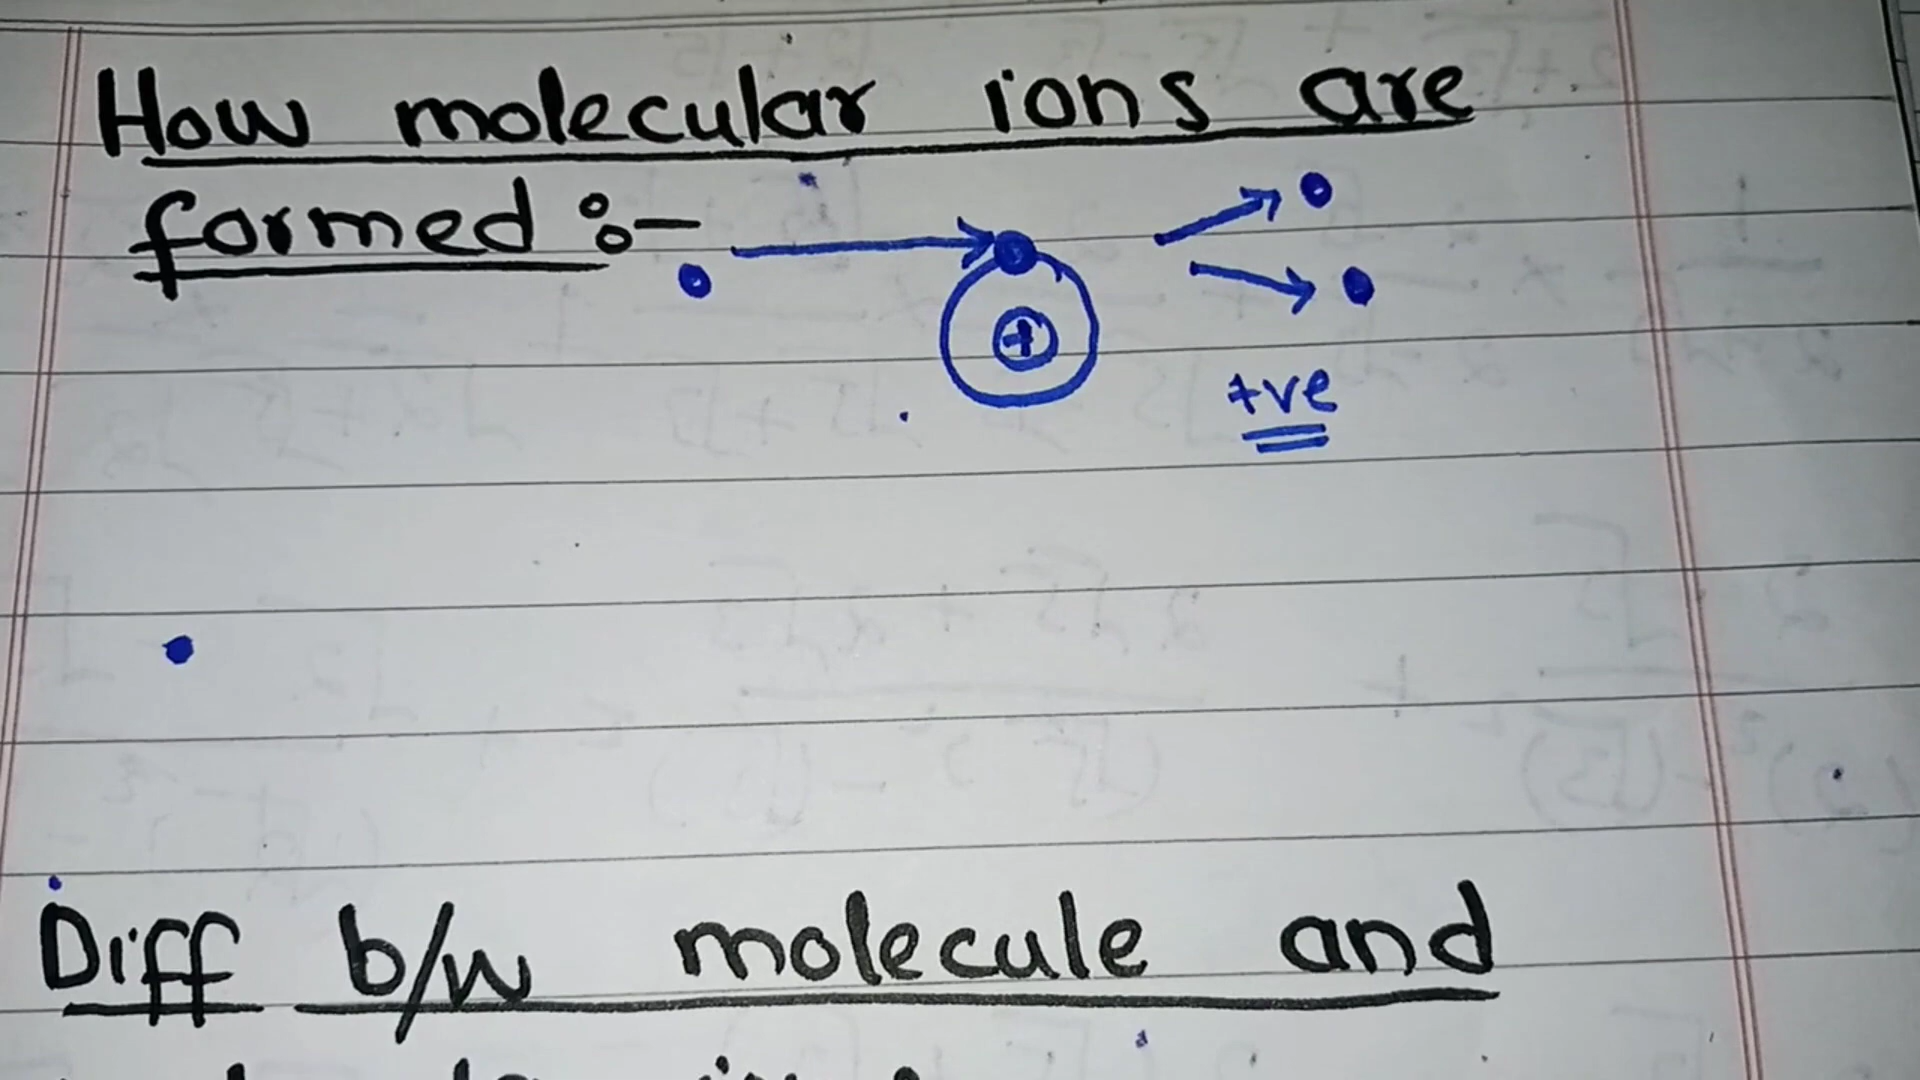 How molecular ions are
formed :-
+
+ve
Diff b/w molecule and